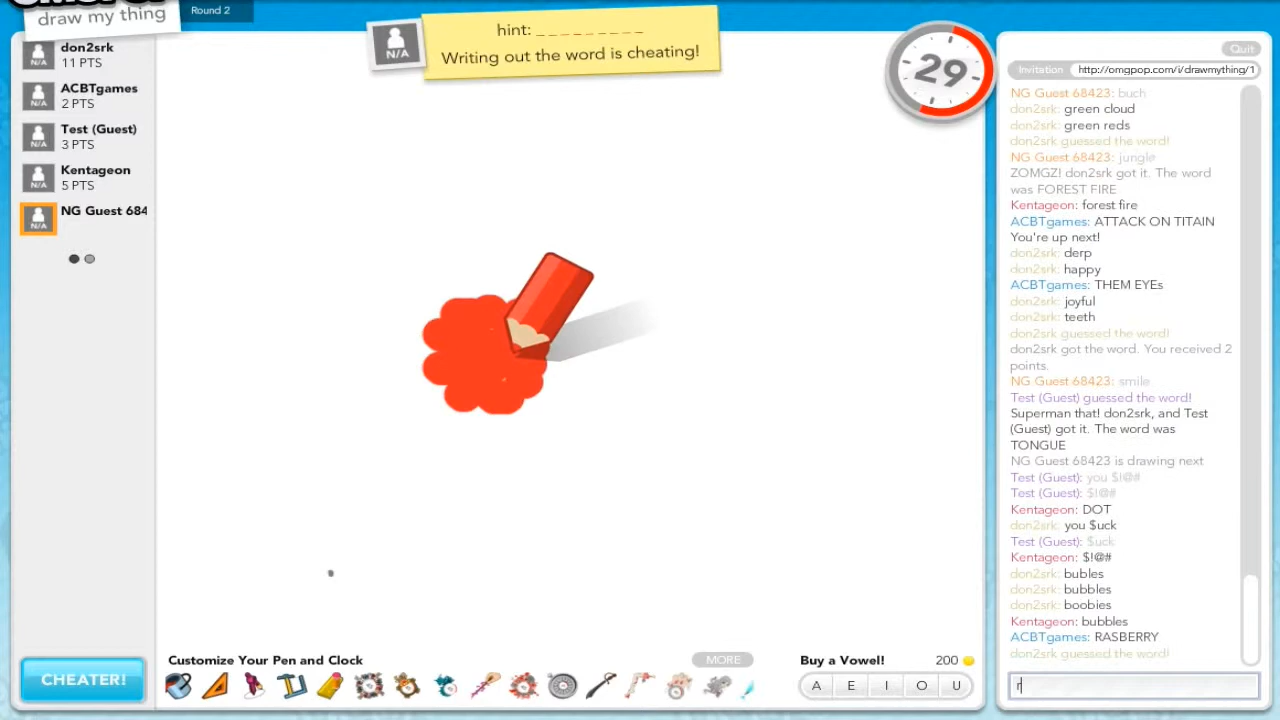 draw my thing
Round 2
hint: _ _ _ _ _ _ _ _ _
Writing out the word is cheating!
N/A
29
Quit
Invitation http://omgpop.com/i/drawmything/1
don2srk
11 PTS
N/A
ACBTgames
2 PTS
N/A
Test (Guest)
3 PTS
N/A
Kentageon
5 PTS
N/A
NG Guest 684
N/A
NG Guest 68423: buch
don2srk: green cloud
don2srk: green reds
don2srk guessed the word!
NG Guest 68423: jungle
ZOMGZ! don2srk got it. The word
was FOREST FIRE
Kentageon: forest fire
ACBTgames: ATTACK ON TITAIN
You're up next!
don2srk: derp
don2srk: happy
ACBTgames: THEM EYEs
don2srk: joyful
don2srk: teeth
don2srk guessed the word!
don2srk got the word. You received 2
points.
NG Guest 68423: smile
Test (Guest) guessed the word!
Superman that! don2srk, and Test
(Guest) got it. The word was
TONGUE
NG Guest 68423 is drawing next
Test (Guest): you $!@#
Test (Guest): $!@#
Kentageon: DOT
don2srk: you $uck
Test (Guest): $uck
Kentageon: $!@#
don2srk: bubles
don2srk: bubbles
don2srk: boobies
Kentageon: bubbles
ACBTgames: RASBERRY
don2srk guessed the word!
r
CHEATER!
Customize Your Pen and Clock
MORE
Buy a Vowel! 200
A E I O U